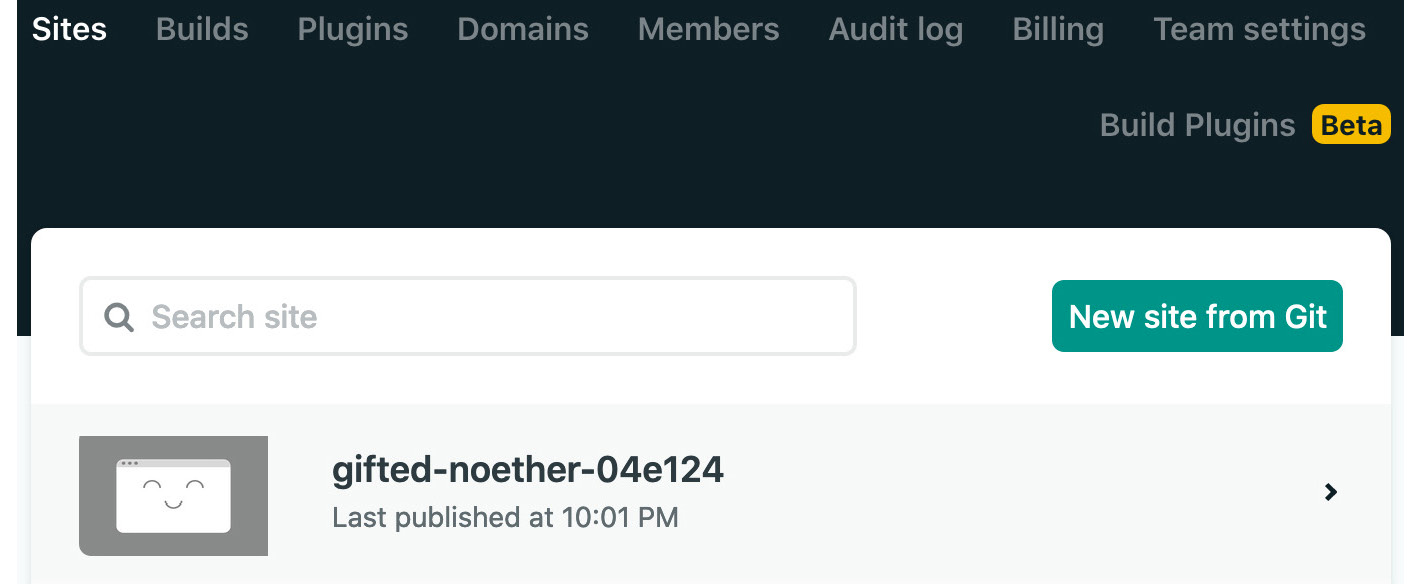 Sites Builds Plugins Domains Members Audit log Billing Team settings
Build Plugins Beta
Search site
New site from Git
gifted-noether-04e124
Last published at 10:01 PM